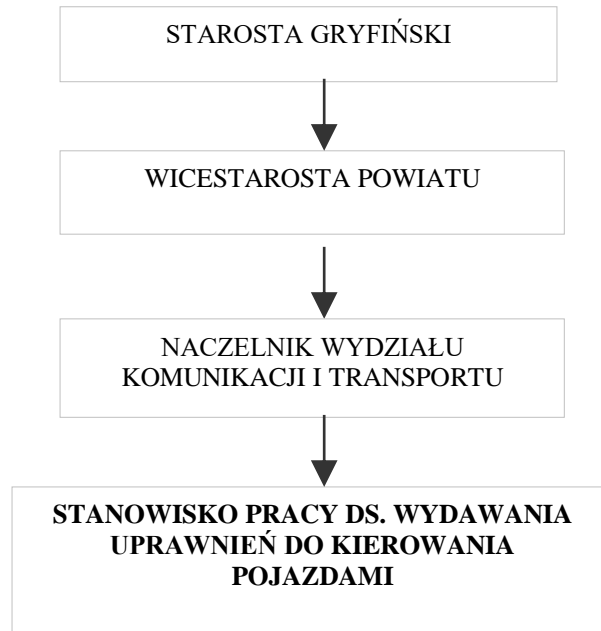 STAROSTA GRYFIŃSKI
WICESTAROSTA POWIATU
NACZELNIK WYDZIAŁU
KOMUNIKACJI I TRANSPORTU
STANOWISKO PRACY DS. WYDAWANIA
UPRAWNIEŃ DO KIEROWANIA
POJAZDAMI